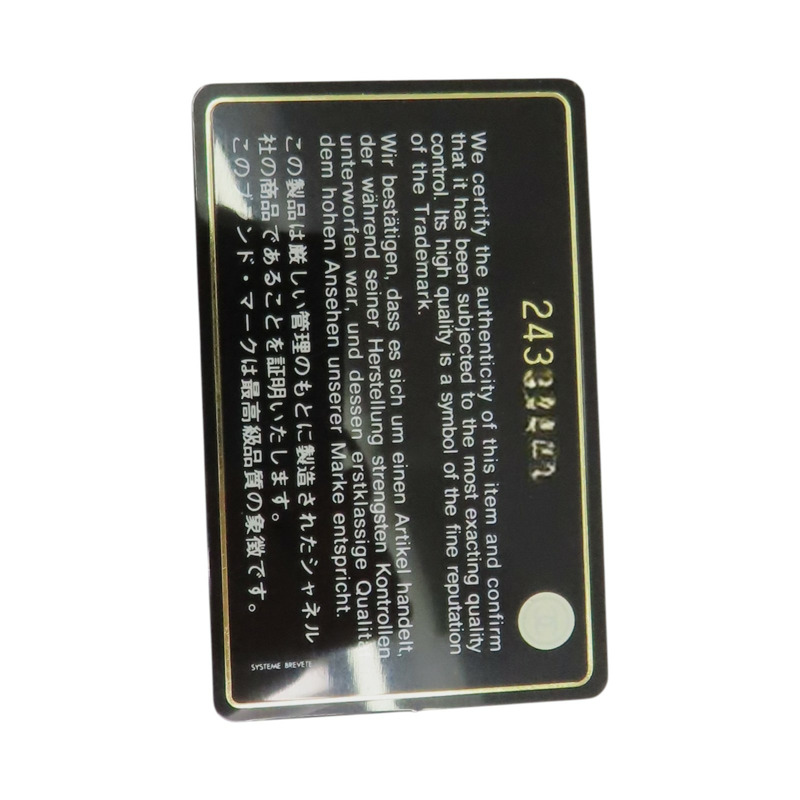 243
We certify the authenticity of this item and confirm
that it has been subjected to the most exacting quality
control. Its high quality is a symbol of the fine reputation
of the Trademark.
Wir bestätigen, dass es sich um einen Artikel handelt,
der während seiner Herstellung strengsten Kontrollen
unterworfen war, und dessen erstklassige Qualität
dem hohen Ansehen unserer Marke entspricht.
この製品は厳しい管理のもとに製造されたシャネル
社の商品であることを証明いたします。
このブランド・マークは最高級品質の象徴です。
SYSTEME BREVETE